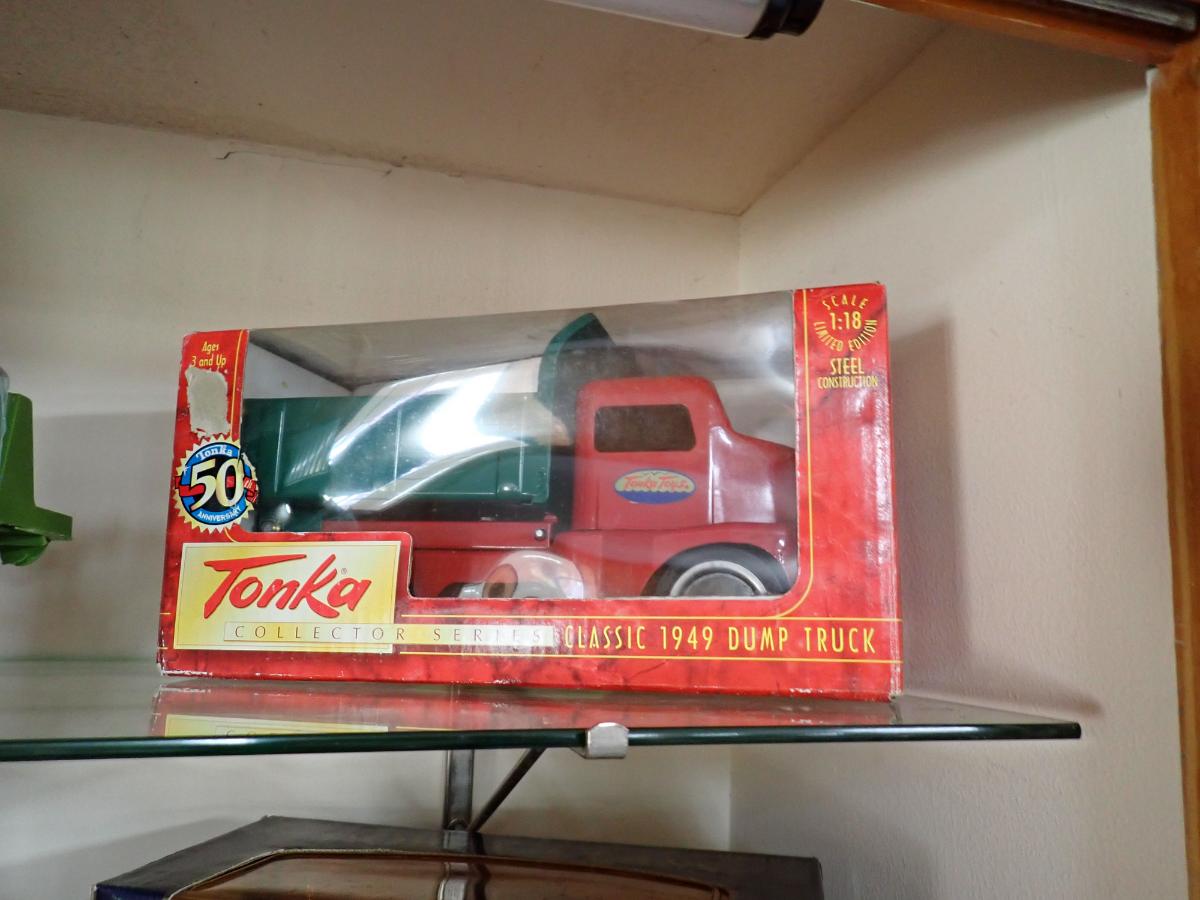 Ages
3 and Up
Tonka
50th
ANNIVERSARY
Tonka®
COLLECTOR SERIES
CLASSIC 1949 DUMP TRUCK
Tonka Toys
SCALE
1:18
LIMITED EDITION
STEEL
CONSTRUCTION